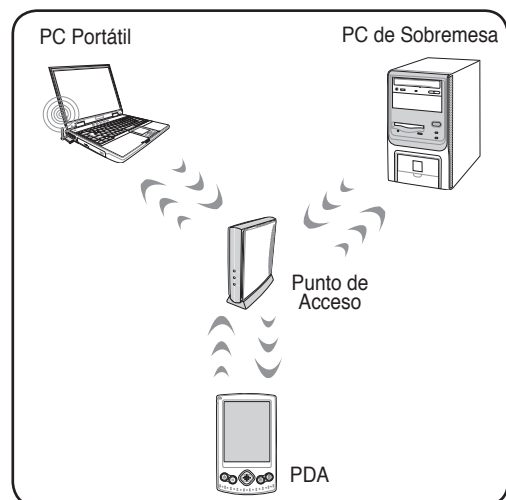 PC Portátil
PC de Sobremesa
Punto de
Acceso
PDA